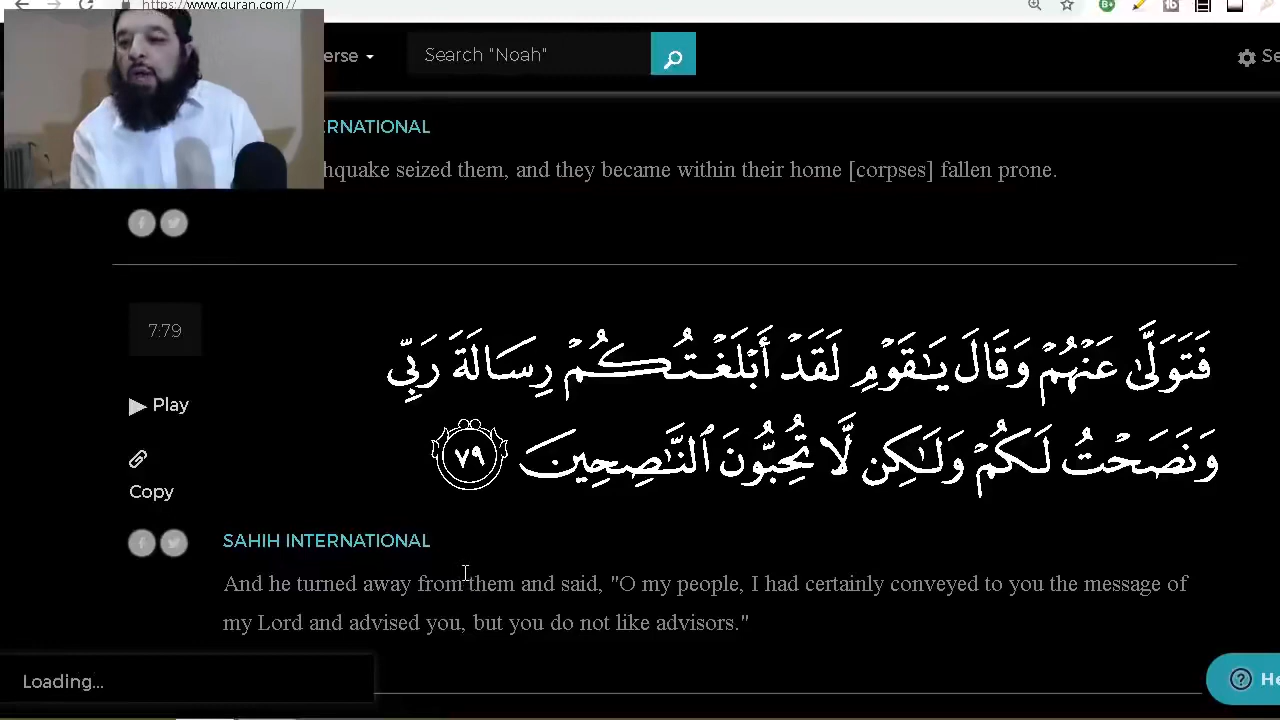 https://www.quran.com//
erse
Search "Noah"
RNATIONAL
hquake seized them, and they became within their home [corpses] fallen prone.
7:79
فَتَوَلَّىٰ عَنْهُمْ وَقَالَ يَـٰقَوْمِ لَقَدْ أَبْلَغْتُكُمْ رِسَالَةَ رَبِّى
وَنَصَحْتُ لَكُمْ وَلَـٰكِن لَّا تُحِبُّونَ ٱلنَّـٰصِحِينَ ٧٩
Play
Copy
SAHIH INTERNATIONAL
And he turned away from them and said, "O my people, I had certainly conveyed to you the message of
my Lord and advised you, but you do not like advisors."
Loading...
He